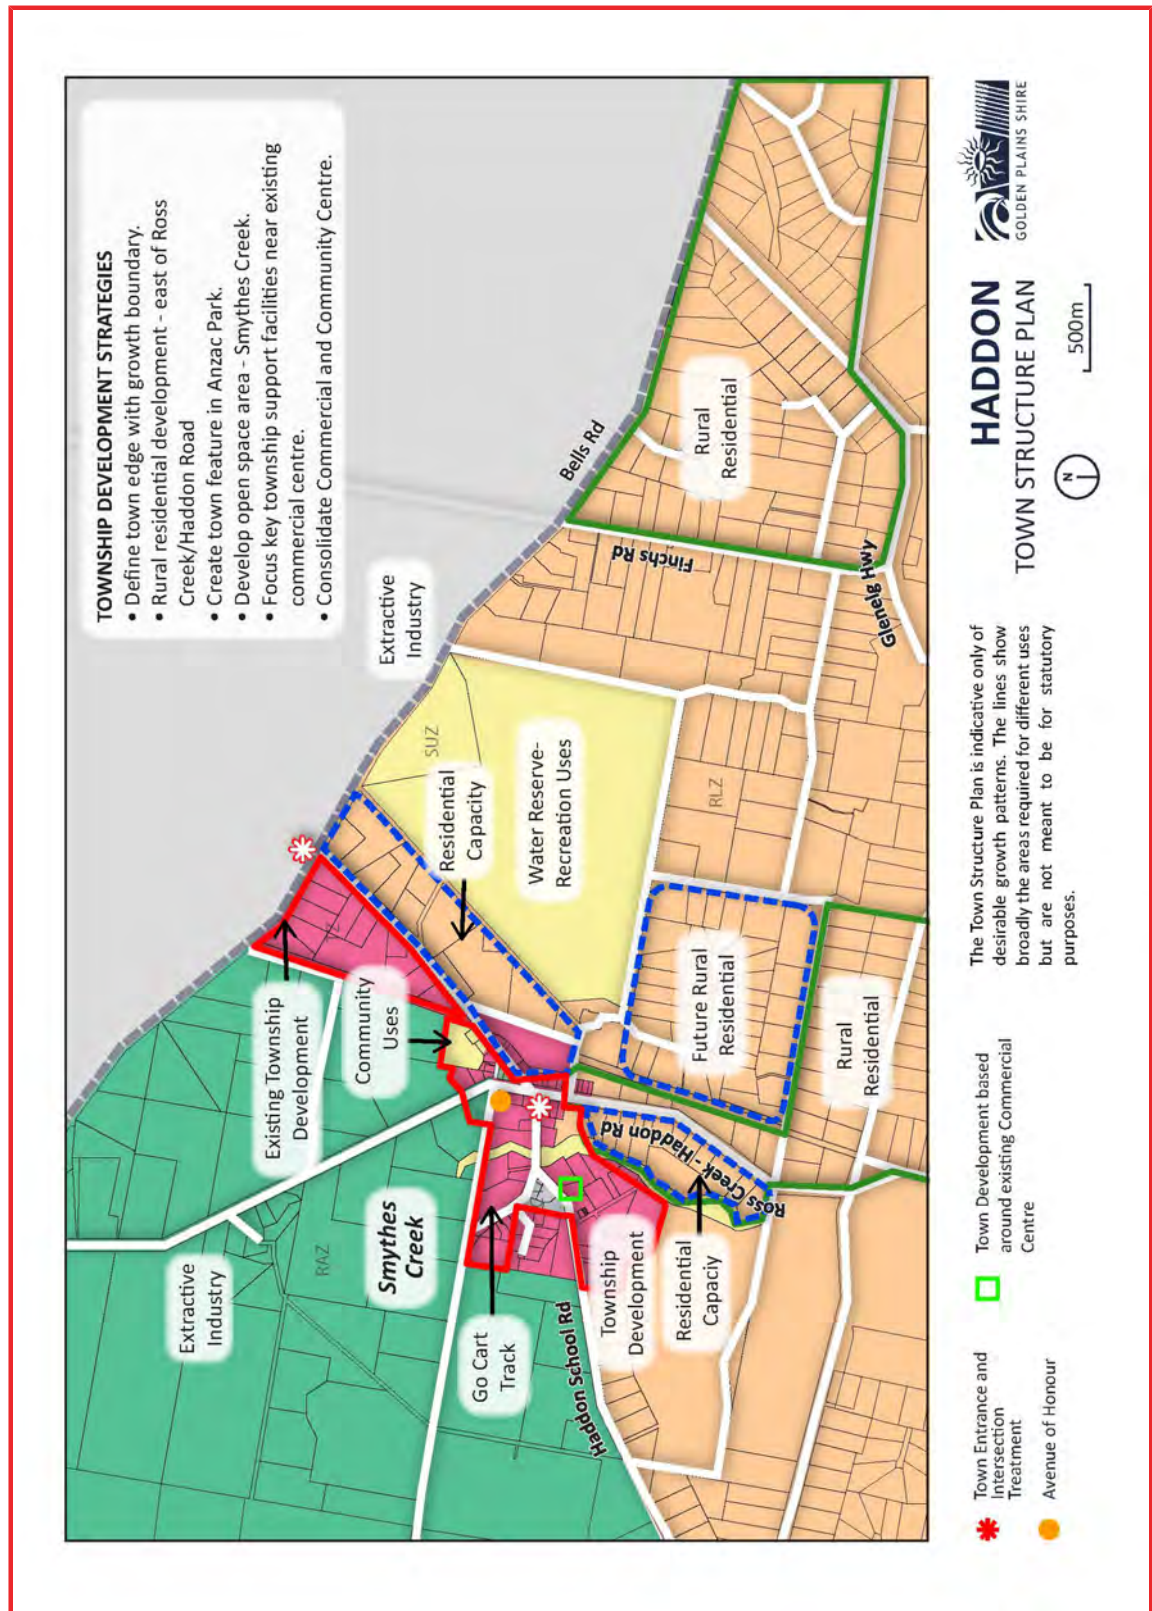 TOWNSHIP DEVELOPMENT STRATEGIES
• Define town edge with growth boundary.
• Rural residential development - east of Ross
Creek/Haddon Road
• Create town feature in Anzac Park.
• Develop open space area - Smythes Creek.
• Focus key township support facilities near existing
commercial centre.
• Consolidate Commercial and Community Centre.
Extractive
Industry
RAZ
Smythes
Creek
Existing Township
Development
TZ
Community
Uses
Go Cart
Track
Haddon School Rd
Township
Development
Residential
Capaciy
Ross Creek - Haddon Rd
Residential
Capacity
SUZ
Water Reserve-
Recreation Uses
Extractive
Industry
Bells Rd
Finchs Rd
Rural
Residential
RLZ
Future Rural
Residential
Rural
Residential
Glenelg Hwy
Town Entrance and
Intersection
Treatment
Avenue of Honour
Town Development based
around existing Commercial
Centre
The Town Structure Plan is indicative only of
desirable growth patterns. The lines show
broadly the areas required for different uses
but are not meant to be for statutory
purposes.
HADDON
TOWN STRUCTURE PLAN
N
500m
GOLDEN PLAINS SHIRE